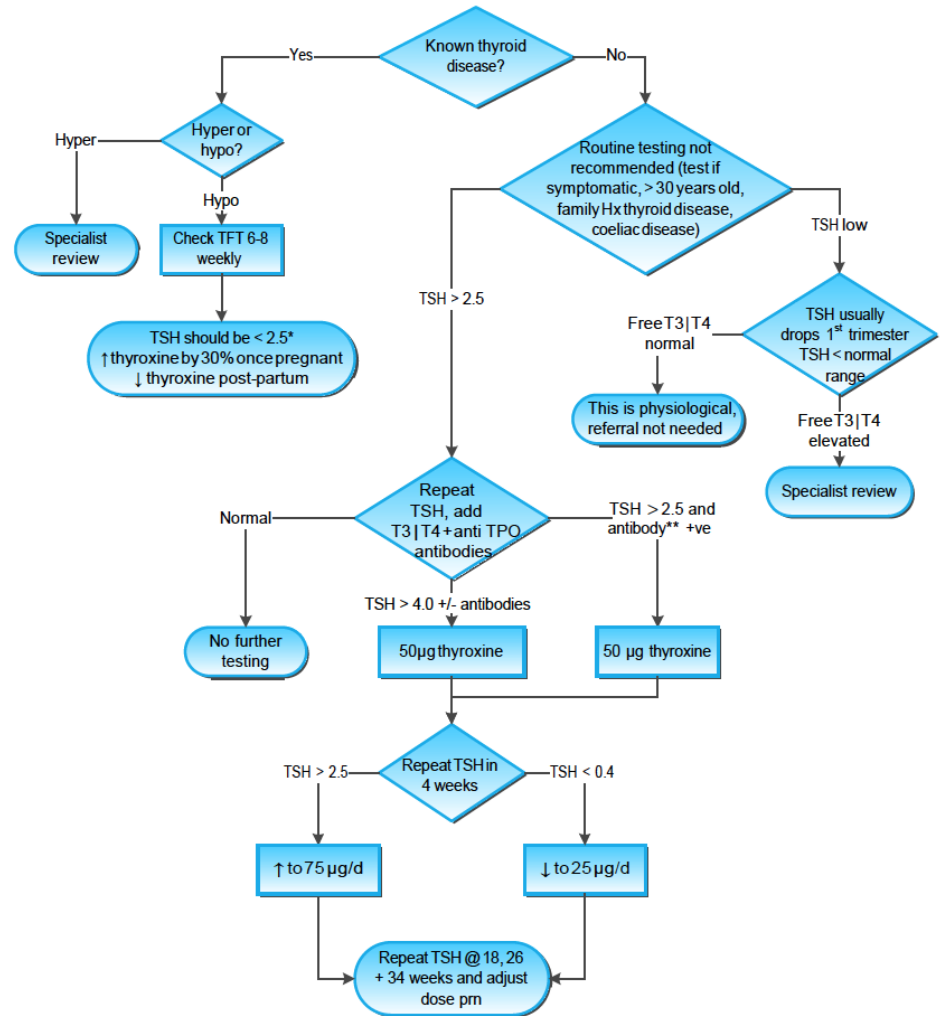 Known thyroid
disease?
Yes
No
Hyper or
hypo?
Hyper
Hypo
Specialist
review
Check TFT 6-8
weekly
TSH should be < 2.5*
↑ thyroxine by 30% once pregnant
↓ thyroxine post-partum
Routine testing not
recommended (test if
symptomatic, > 30 years old,
family Hx thyroid disease,
coeliac disease)
TSH low
TSH > 2.5
TSH usually
drops 1st trimester
TSH < normal
range
Free T3|T4
normal
This is physiological,
referral not needed
Free T3|T4
elevated
Specialist review
Repeat
TSH, add
T3|T4 + anti TPO
antibodies
Normal
TSH > 2.5 and
antibody** +ve
TSH > 4.0 +/- antibodies
No further
testing
50µg thyroxine
50 µg thyroxine
Repeat TSH in
4 weeks
TSH > 2.5
TSH < 0.4
↑ to 75 µg/d
↓ to 25 µg/d
Repeat TSH @ 18, 26
+ 34 weeks and adjust
dose prn